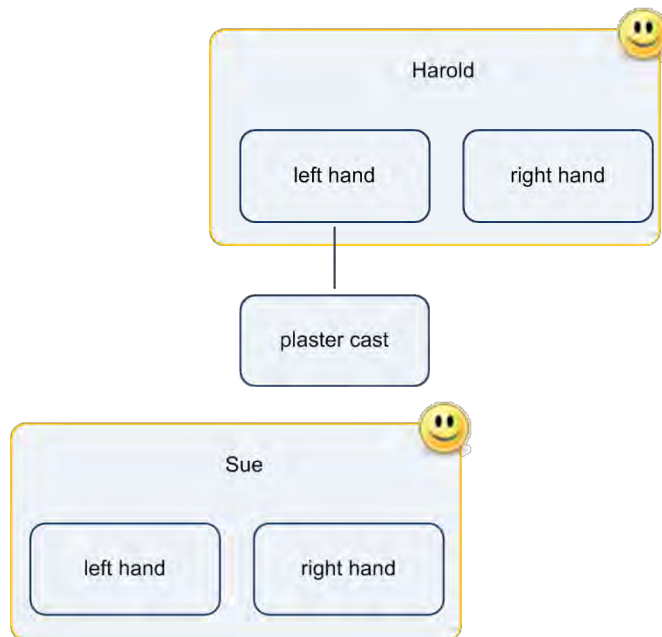 Harold
left hand
right hand
plaster cast
Sue
left hand
right hand